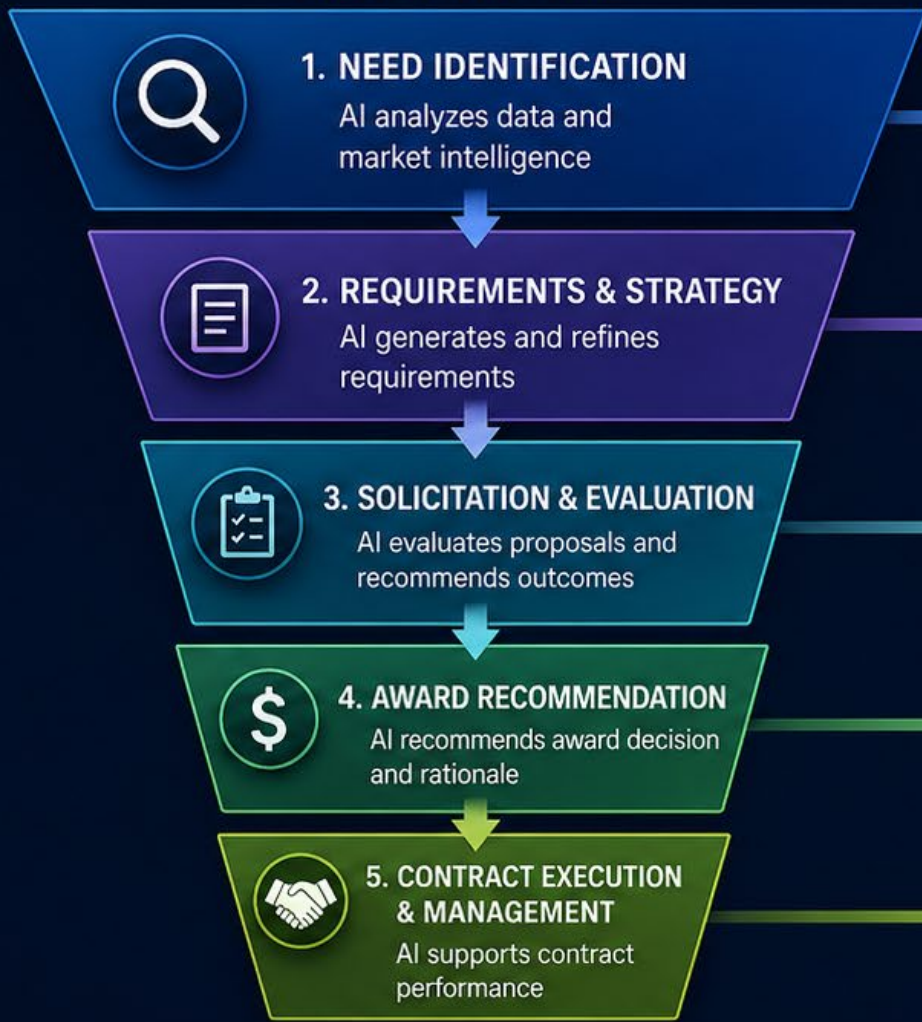 1. NEED IDENTIFICATION
AI analyzes data and
market intelligence
2. REQUIREMENTS & STRATEGY
AI generates and refines
requirements
3. SOLICITATION & EVALUATION
AI evaluates proposals and
recommends outcomes
$
4. AWARD RECOMMENDATION
AI recommends award decision
and rationale
5. CONTRACT EXECUTION
& MANAGEMENT
AI supports contract
performance